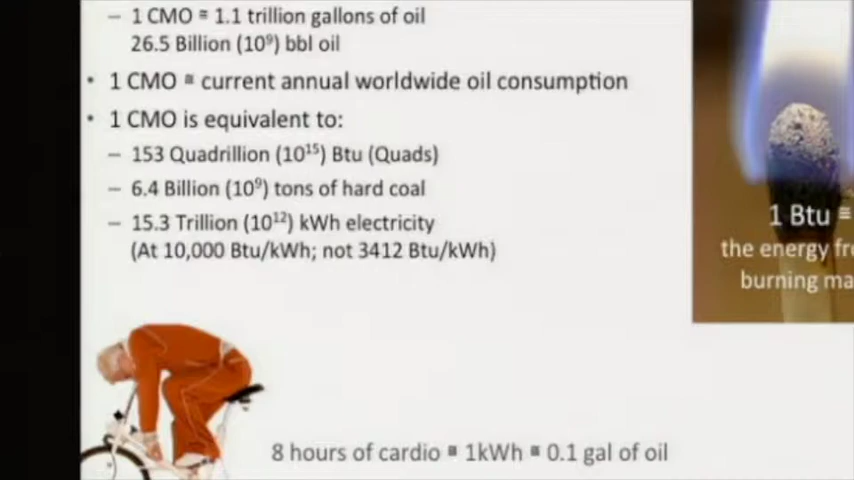 – 1 CMO ≅ 1.1 trillion gallons of oil
26.5 Billion (10⁹) bbl oil
• 1 CMO ≅ current annual worldwide oil consumption
• 1 CMO is equivalent to:
– 153 Quadrillion (10¹⁵) Btu (Quads)
– 6.4 Billion (10⁹) tons of hard coal
– 15.3 Trillion (10¹²) kWh electricity
(At 10,000 Btu/kWh; not 3412 Btu/kWh)
1 Btu ≅
the energy
burning
8 hours of cardio ≅ 1kWh ≅ 0.1 gal of oil